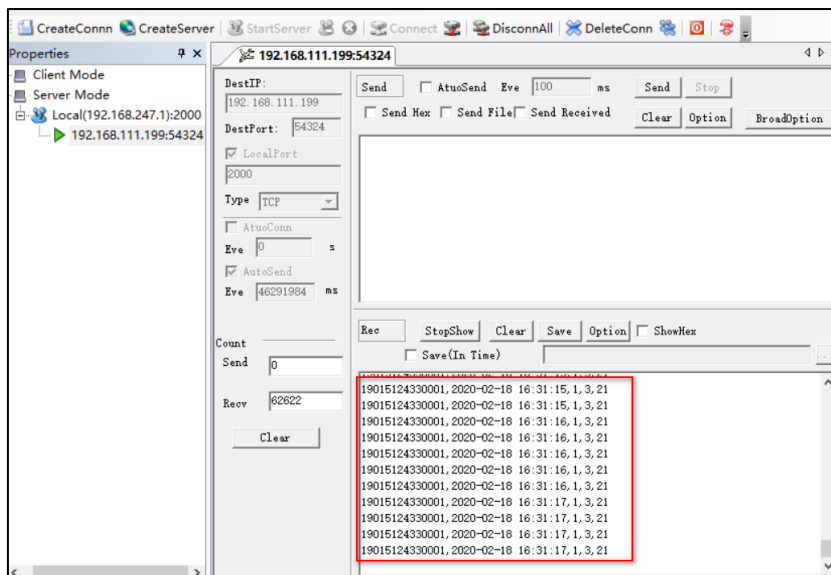 CreateConnn CreateServer StartServer Connect DisconnAll DeleteConn
Properties
192.168.111.199:54324
Client Mode
Server Mode
Local(192.168.247.1):2000
192.168.111.199:54324
DestIP:
192.168.111.199
DestPort: 54324
LocalPort
2000
Type TCP
AtuoConn
Eve 0 s
AutoSend
Eve 46291984 ms
Count
Send 0
Recv 62622
Clear
Send AtuoSend Eve 100 ms Send Stop
Send Hex Send File Send Received Clear Option BroadOption
Rec StopShow Clear Save Option ShowHex
Save(In Time) ...
19015124330001,2020-02-18 16:31:15,1,3,21
19015124330001,2020-02-18 16:31:15,1,3,21
19015124330001,2020-02-18 16:31:16,1,3,21
19015124330001,2020-02-18 16:31:16,1,3,21
19015124330001,2020-02-18 16:31:16,1,3,21
19015124330001,2020-02-18 16:31:16,1,3,21
19015124330001,2020-02-18 16:31:16,1,3,21
19015124330001,2020-02-18 16:31:17,1,3,21
19015124330001,2020-02-18 16:31:17,1,3,21
19015124330001,2020-02-18 16:31:17,1,3,21
19015124330001,2020-02-18 16:31:17,1,3,21